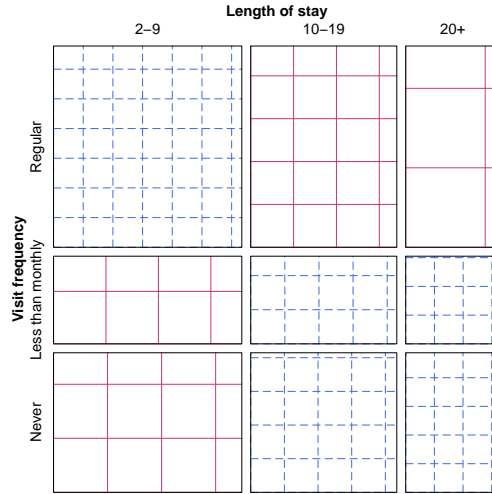 Length of stay
2–9 10–19 20+
Visit frequency
Regular
Less than monthly
Never